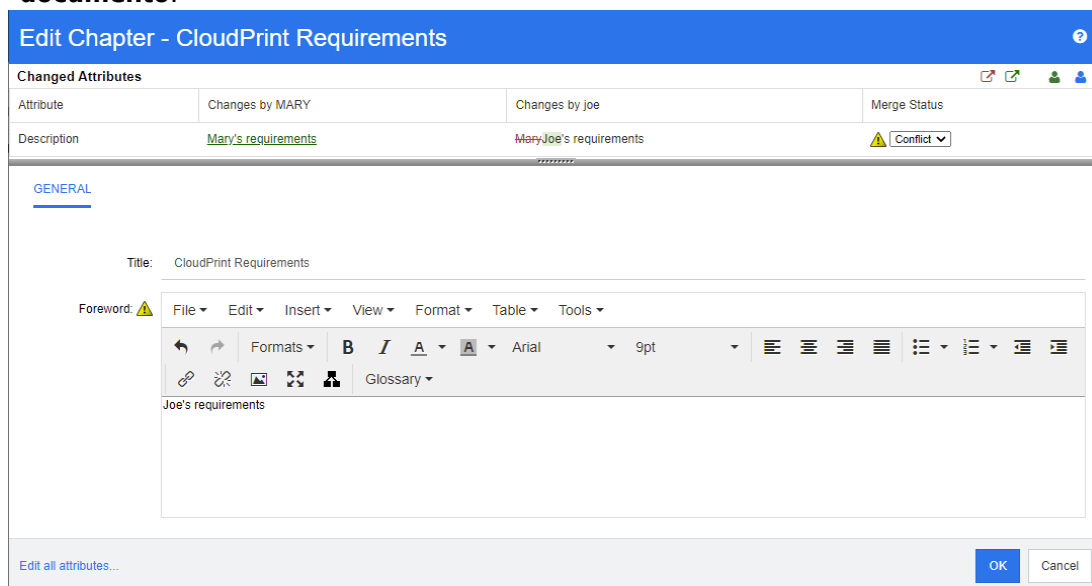 documents.
Edit Chapter - CloudPrint Requirements
Changed Attributes
Attribute Changes by MARY Changes by joe Merge Status
Description Mary's requirements MaryJoe's requirements Conflict
GENERAL
Title: CloudPrint Requirements
Foreword: File Edit Insert View Format Table Tools
Formats B I A A Arial 9pt
Glossary
Joe's requirements
Edit all attributes... OK Cancel